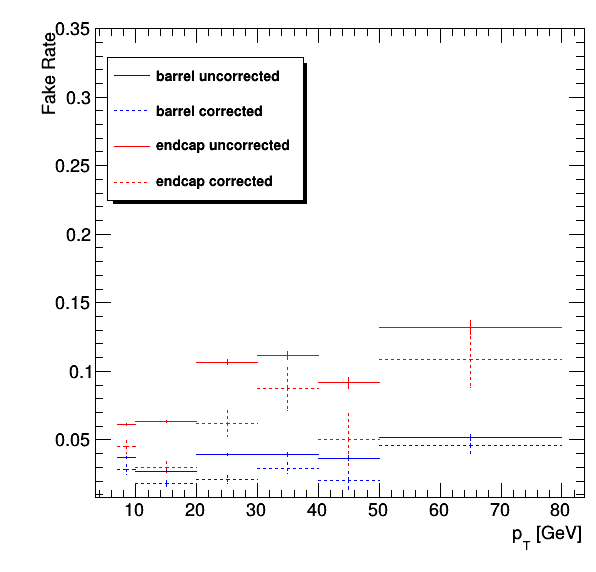 Fake Rate
0.35
0.3
0.25
0.2
0.15
0.1
0.05
barrel uncorrected
barrel corrected
endcap uncorrected
endcap corrected
10 20 30 40 50 60 70 80
p_T [GeV]